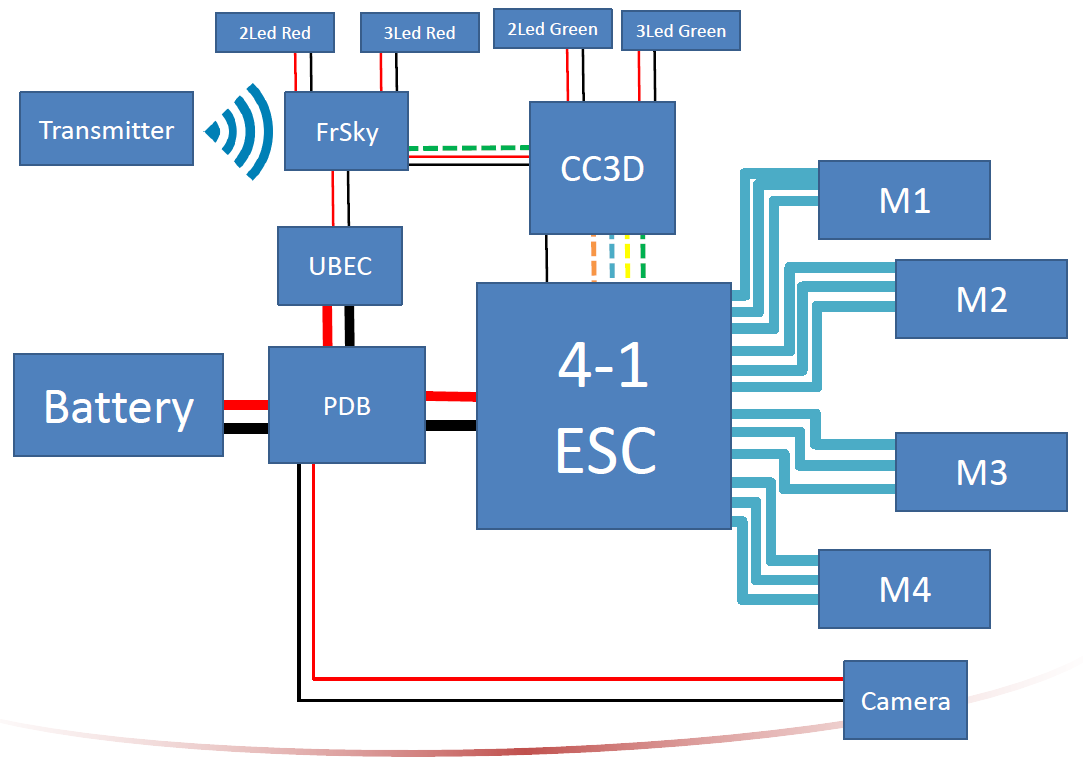 2Led Red
3Led Red
2Led Green
3Led Green
Transmitter
FrSky
CC3D
M1
UBEC
M2
4-1
ESC
Battery
PDB
M3
M4
Camera